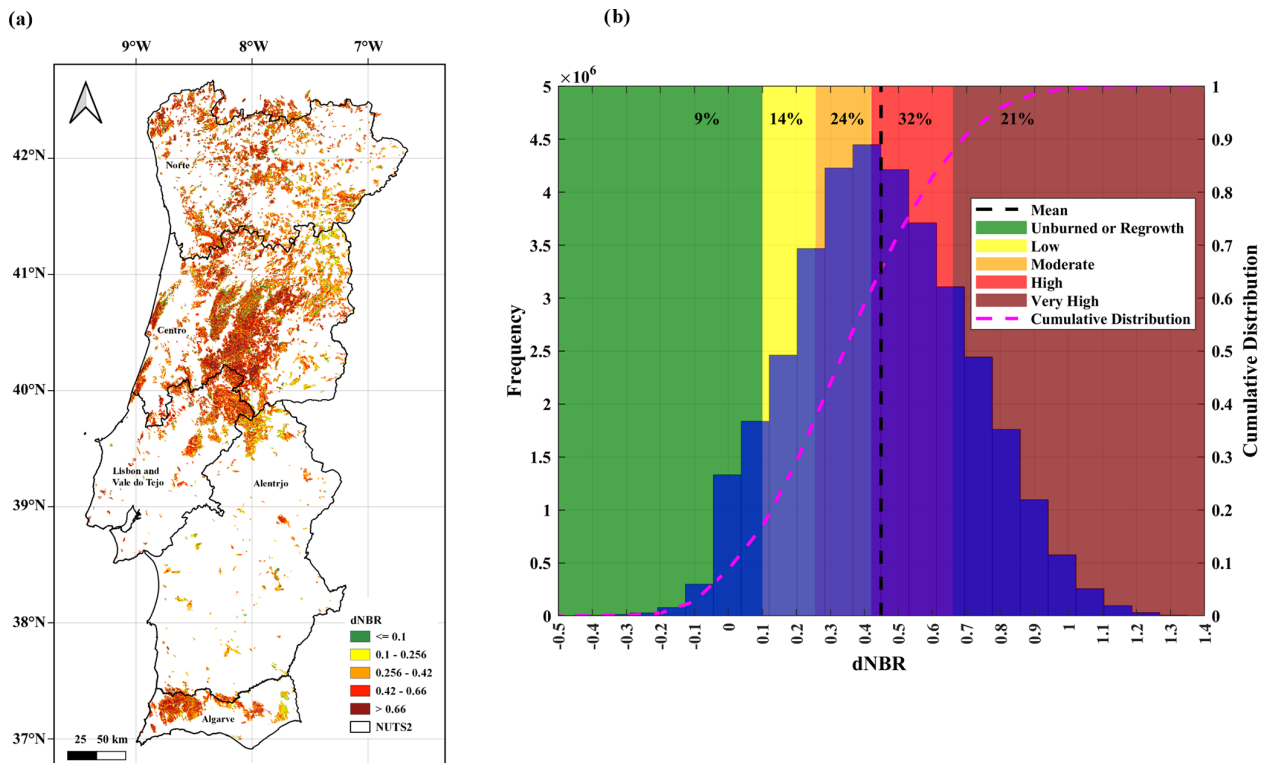 (a)
9°W 8°W 7°W
42°N
41°N
40°N
39°N
38°N
37°N
Norte
Centro
Lisbon and
Vale do Tejo
Alentrjo
Algarve
dNBR
<= 0.1
0.1 - 0.256
0.256 - 0.42
0.42 - 0.66
> 0.66
NUTS2
25 50 km
(b)
×10⁶
5
4.5
4
3.5
3
2.5
2
1.5
1
0.5
0
Frequency
9% 14% 24% 32% 21%
Mean
Unburned or Regrowth
Low
Moderate
High
Very High
Cumulative Distribution
1
0.9
0.8
0.7
0.6
0.5
0.4
0.3
0.2
0.1
0
Cumulative Distribution
-0.5 -0.4 -0.3 -0.2 -0.1 0 0.1 0.2 0.3 0.4 0.5 0.6 0.7 0.8 0.9 1 1.1 1.2 1.3 1.4
dNBR